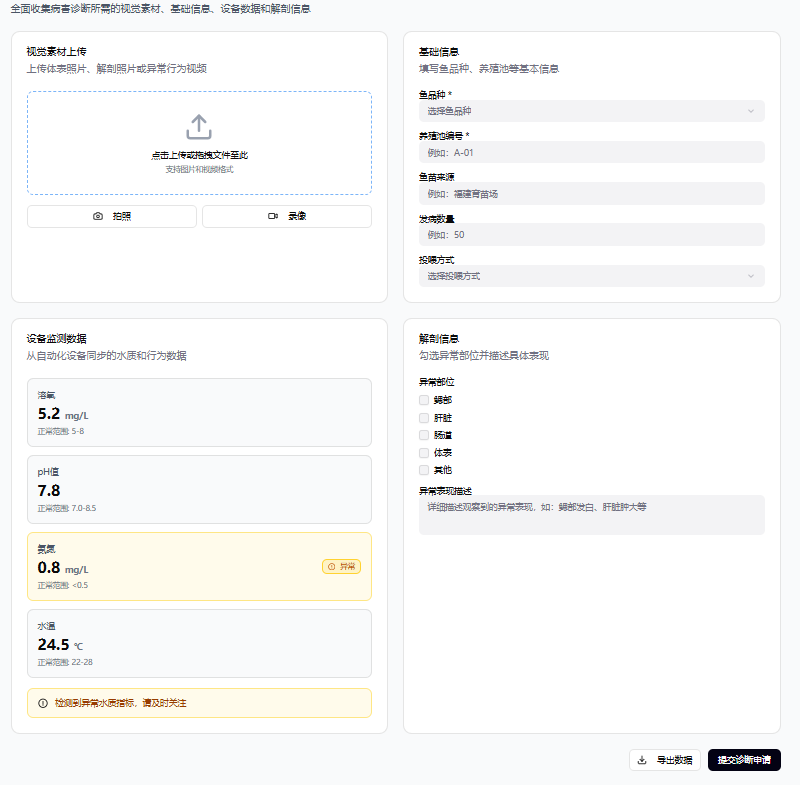 全面收集病害诊断所需的视觉素材、基础信息、设备数据和解剖信息
视觉素材上传
上传体表照片、解剖照片或异常行为视频
点击上传或拖拽文件至此
支持图片和视频格式
拍照
录像
基础信息
填写鱼品种、养殖池等基本信息
鱼品种 *
选择鱼品种
养殖池编号 *
例如：A-01
鱼苗来源
例如：福建育苗场
发病数量
例如：50
投喂方式
选择投喂方式
设备监测数据
从自动化设备同步的水质和行为数据
溶氧
5.2 mg/L
正常范围: 5-8
pH值
7.8
正常范围: 7.0-8.5
氨氮
0.8 mg/L
正常范围: <0.5
异常
水温
24.5 ℃
正常范围: 22-28
检测到异常水质指标，请及时关注
解剖信息
勾选异常部位并描述具体表现
异常部位
鳃部
肝脏
肠道
体表
其他
异常表现描述
详细描述观察到的异常表现，如：鳃部发白、肝脏肿大等
导出数据
提交诊断申请